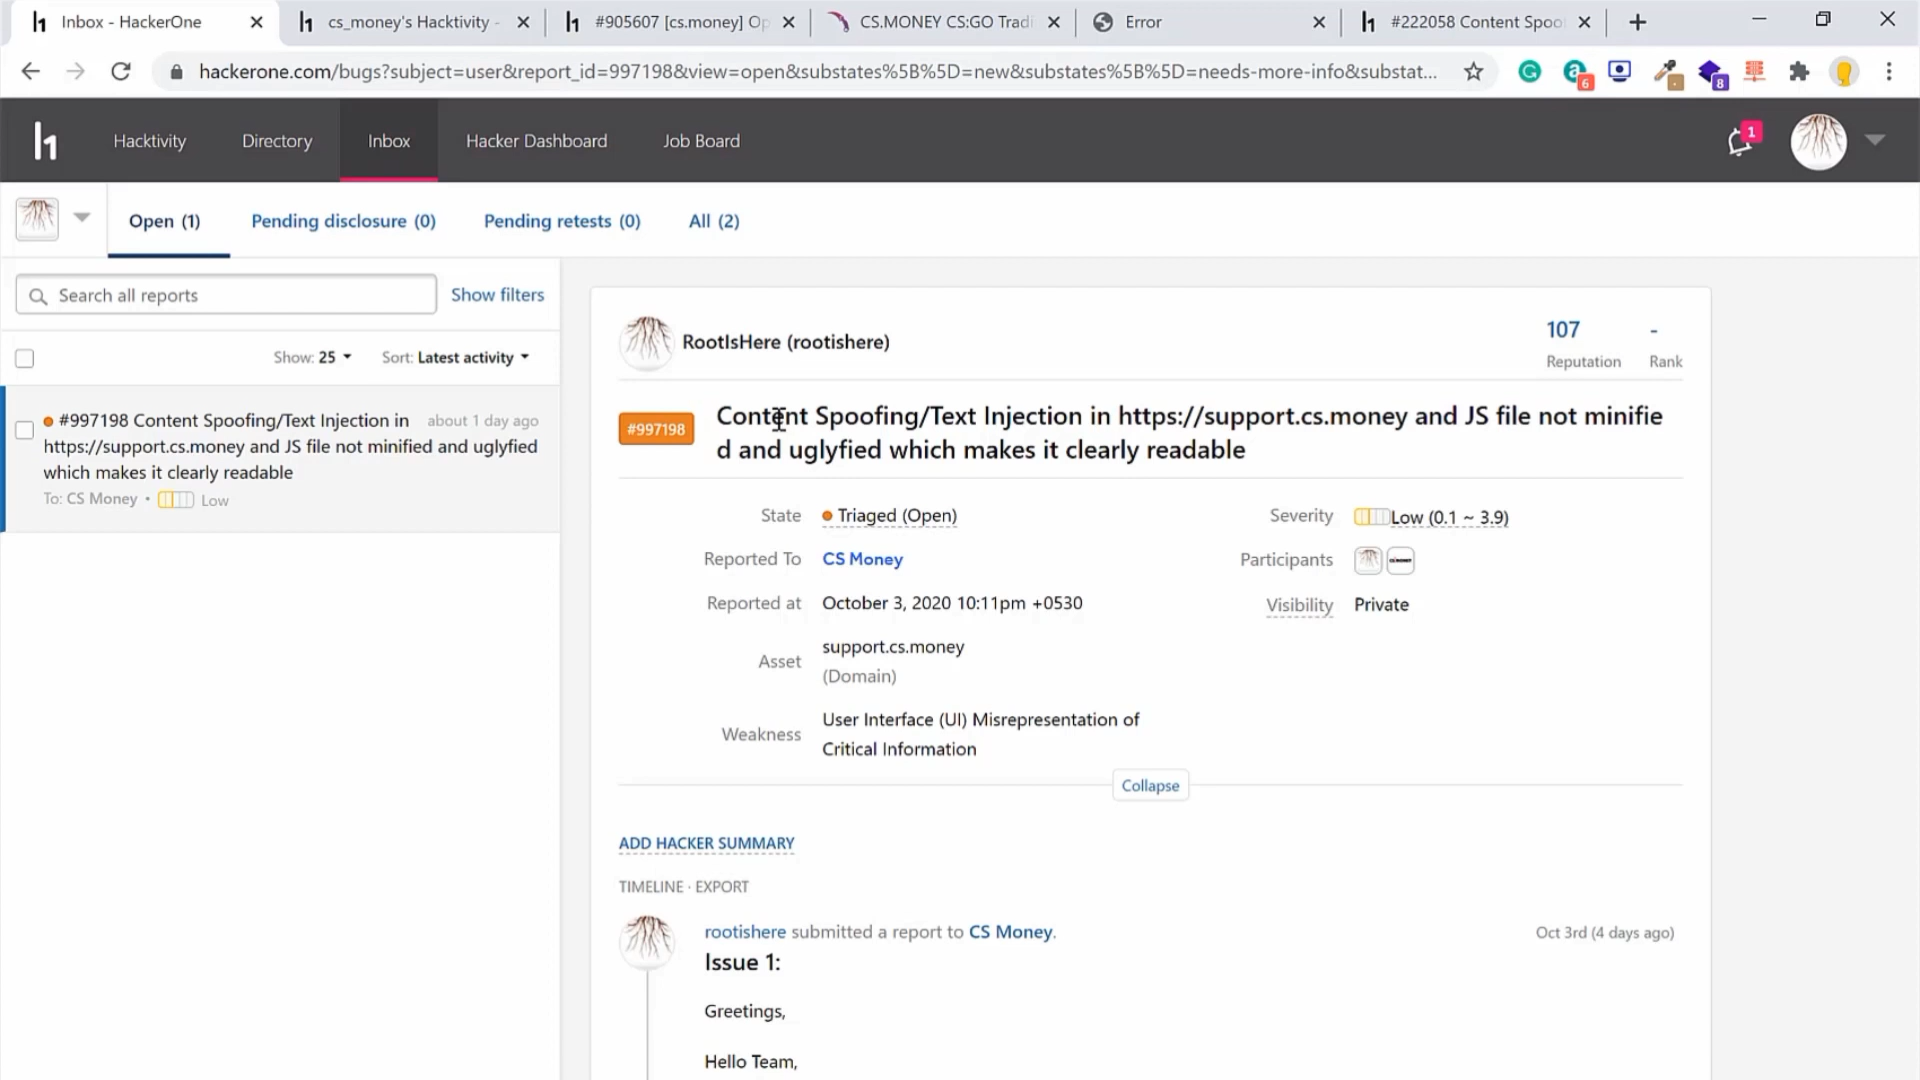 Inbox - HackerOne
cs_money's Hacktivity -
#905607 [cs.money] Op
CS.MONEY CS:GO Tradi
Error
#222058 Content Spoo
hackerone.com/bugs?subject=user&report_id=997198&view=open&substates%5B%5D=new&substates%5B%5D=needs-more-info&substat...
6
8
h1
Hacktivity
Directory
Inbox
Hacker Dashboard
Job Board
1
Open (1)
Pending disclosure (0)
Pending retests (0)
All (2)
Search all reports
Show filters
Show: 25
Sort: Latest activity
#997198 Content Spoofing/Text Injection in
about 1 day ago
https://support.cs.money and JS file not minified and uglyfied
which makes it clearly readable
To: CS Money • Low
RootIsHere (rootishere)
107
Reputation
-
Rank
#997198
Content Spoofing/Text Injection in https://support.cs.money and JS file not minifie
d and uglyfied which makes it clearly readable
State
Triaged (Open)
Severity
Low (0.1 ~ 3.9)
Reported To
CS Money
Participants
Reported at
October 3, 2020 10:11pm +0530
Visibility
Private
Asset
support.cs.money
(Domain)
Weakness
User Interface (UI) Misrepresentation of
Critical Information
Collapse
ADD HACKER SUMMARY
TIMELINE · EXPORT
rootishere submitted a report to CS Money.
Oct 3rd (4 days ago)
Issue 1:
Greetings,
Hello Team,